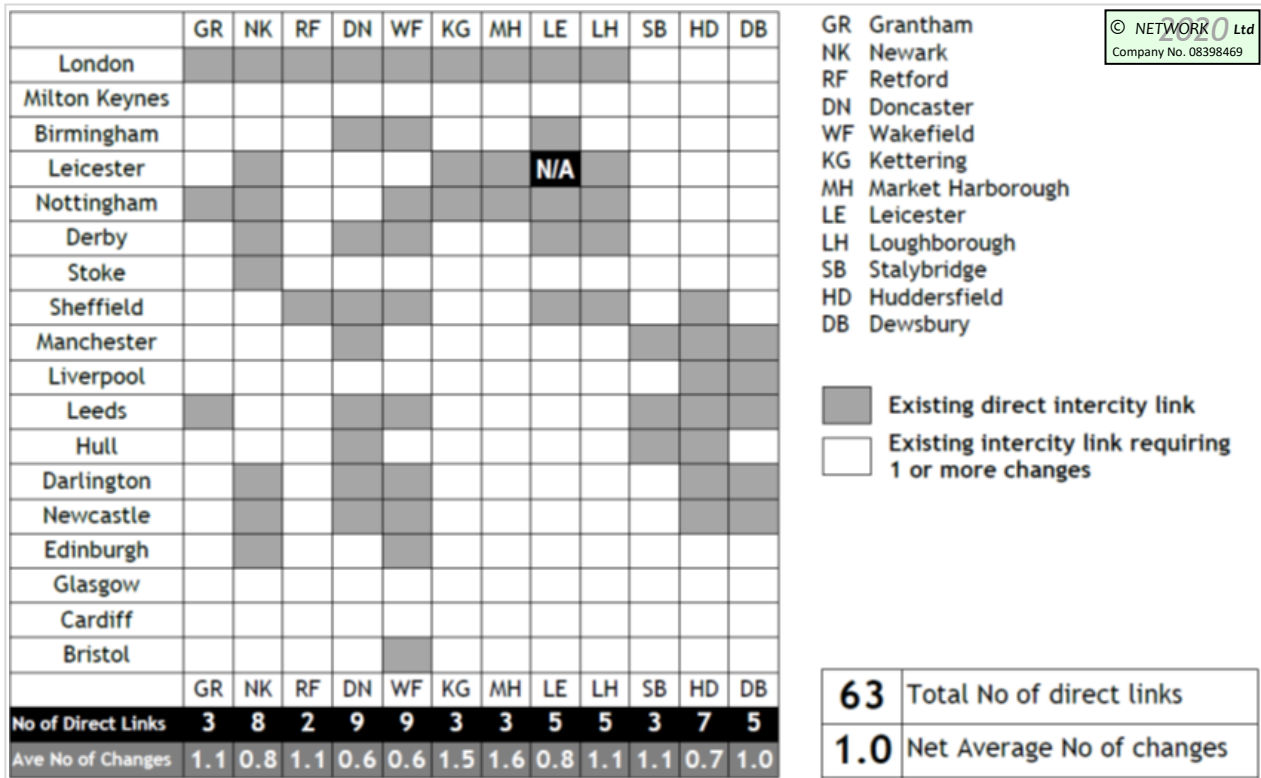 GR NK RF DN WF KG MH LE LH SB HD DB
London
Milton Keynes
Birmingham
Leicester N/A
Nottingham
Derby
Stoke
Sheffield
Manchester
Liverpool
Leeds
Hull
Darlington
Newcastle
Edinburgh
Glasgow
Cardiff
Bristol
GR NK RF DN WF KG MH LE LH SB HD DB
No of Direct Links 3 8 2 9 9 3 3 5 5 3 7 5
Ave No of Changes 1.1 0.8 1.1 0.6 0.6 1.5 1.6 0.8 1.1 1.1 0.7 1.0
GR Grantham
NK Newark
RF Retford
DN Doncaster
WF Wakefield
KG Kettering
MH Market Harborough
LE Leicester
LH Loughborough
SB Stalybridge
HD Huddersfield
DB Dewsbury
© NETWORK 2020 Ltd
Company No. 08398469
Existing direct intercity link
Existing intercity link requiring
1 or more changes
63 Total No of direct links
1.0 Net Average No of changes